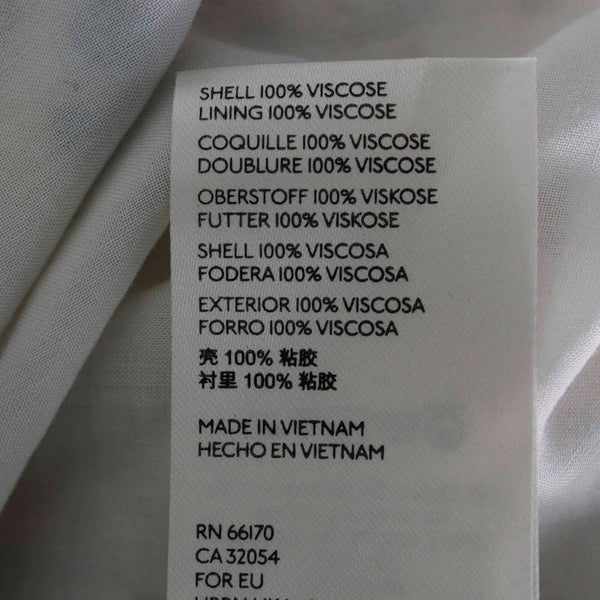 SHELL 100% VISCOSE
LINING 100% VISCOSE
COQUILLE 100% VISCOSE
DOUBLURE 100% VISCOSE
OBERSTOFF 100% VISKOSE
FUTTER 100% VISKOSE
SHELL 100% VISCOSA
FODERA 100% VISCOSA
EXTERIOR 100% VISCOSA
FORRO 100% VISCOSA
壳 100% 粘胶
衬里 100% 粘胶
MADE IN VIETNAM
HECHO EN VIETNAM
RN 66170
CA 32054
FOR EU